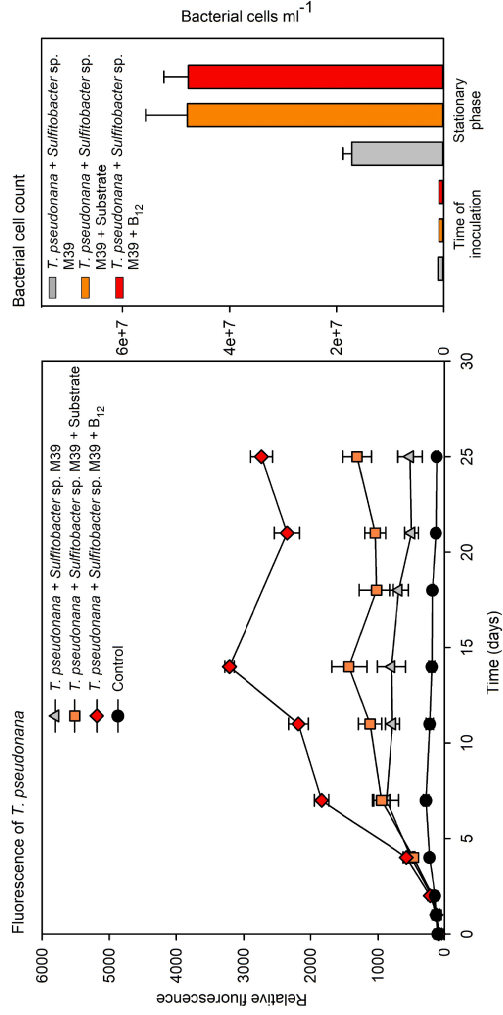 Fluorescence of T. pseudonana
T. pseudonana + Sulfitobacter sp. M39
T. pseudonana + Sulfitobacter sp. M39 + Substrate
T. pseudonana + Sulfitobacter sp. M39 + B12
Control
Relative fluorescence
6000
5000
4000
3000
2000
1000
0
0
5
10
15
20
25
30
Time (days)
Bacterial cell count
T. pseudonana + Sulfitobacter sp.
M39
T. pseudonana + Sulfitobacter sp.
M39 + Substrate
T. pseudonana + Sulfitobacter sp.
M39 + B12
6e+7
4e+7
2e+7
0
Time of
inoculation
Stationary
phase
Bacterial cells ml-1